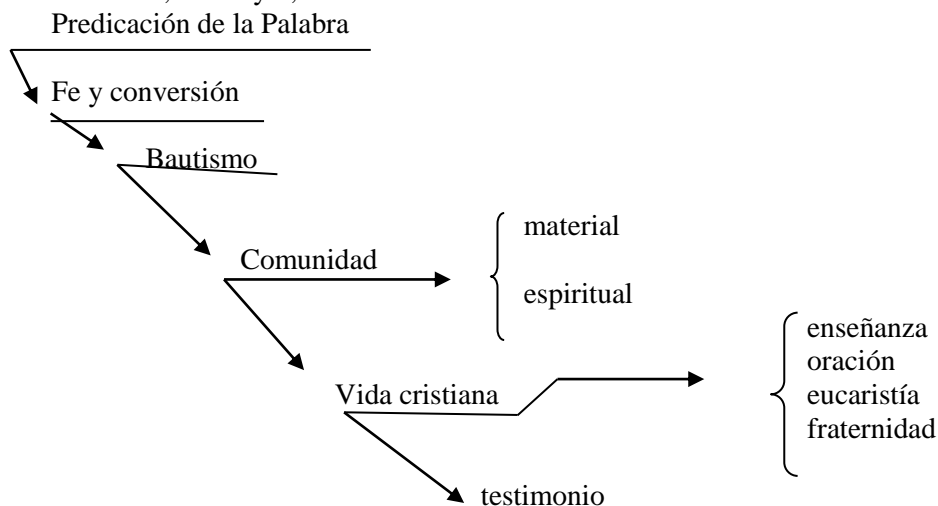 Predicación de la Palabra
Fe y conversión
Bautismo
material
Comunidad
espiritual
enseñanza
oración
Vida cristiana
eucaristía
fraternidad
testimonio